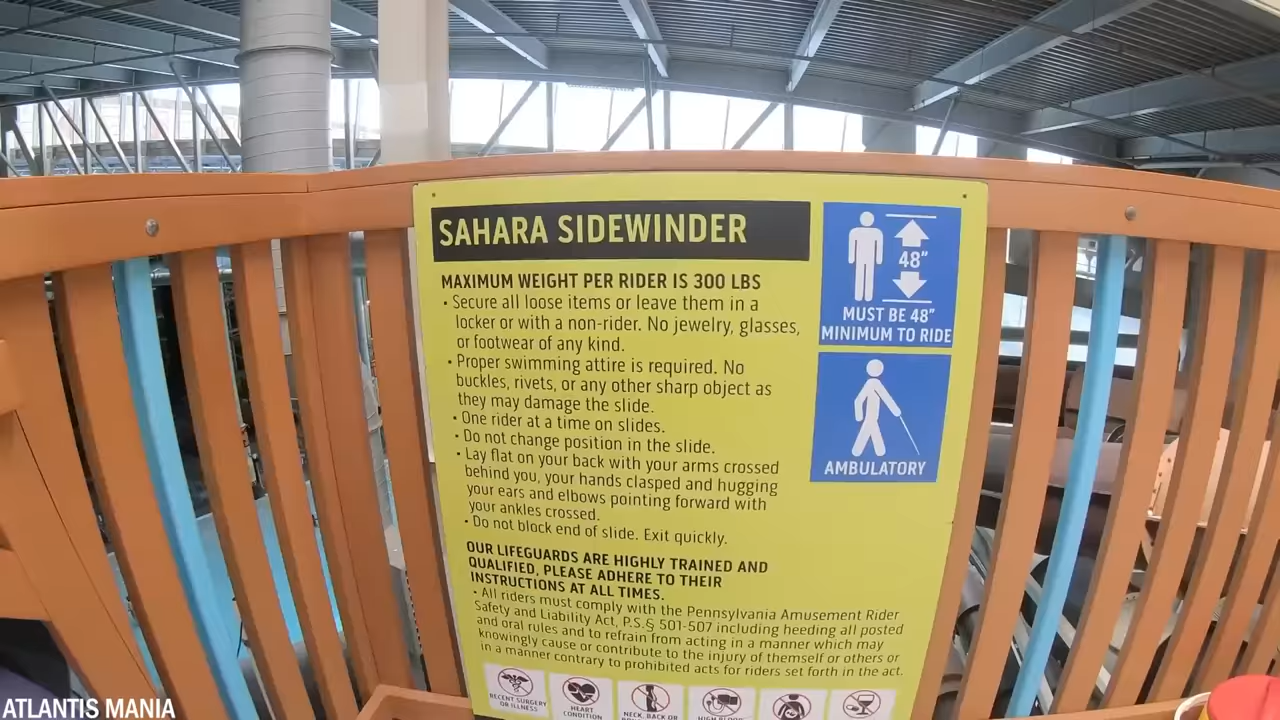 SAHARA SIDEWINDER
MAXIMUM WEIGHT PER RIDER IS 300 LBS
• Secure all loose items or leave them in a
locker or with a non-rider. No jewelry, glasses,
or footwear of any kind.
• Proper swimming attire is required. No
buckles, rivets, or any other sharp object as
they may damage the slide.
• One rider at a time on slides.
• Do not change position in the slide.
• Lay flat on your back with your arms crossed
behind you, your hands clasped and hugging
your ears and elbows pointing forward with
your ankles crossed.
• Do not block end of slide. Exit quickly.
OUR LIFEGUARDS ARE HIGHLY TRAINED AND
QUALIFIED, PLEASE ADHERE TO THEIR
INSTRUCTIONS AT ALL TIMES.
• All riders must comply with the Pennsylvania Amusement Rider
Safety and Liability Act, P.S.§ 501-507 including heeding all posted
and oral rules and to refrain from acting in a manner which may
knowingly cause or contribute to the injury of themself or others or
in a manner contrary to prohibited acts for riders set forth in the act.
48"
MUST BE 48"
MINIMUM TO RIDE
AMBULATORY
RECENT SURGERY
OR ILLNESS
HEART
CONDITION
NECK, BACK OR
HIGH BLOOD
ATLANTIS MANIA